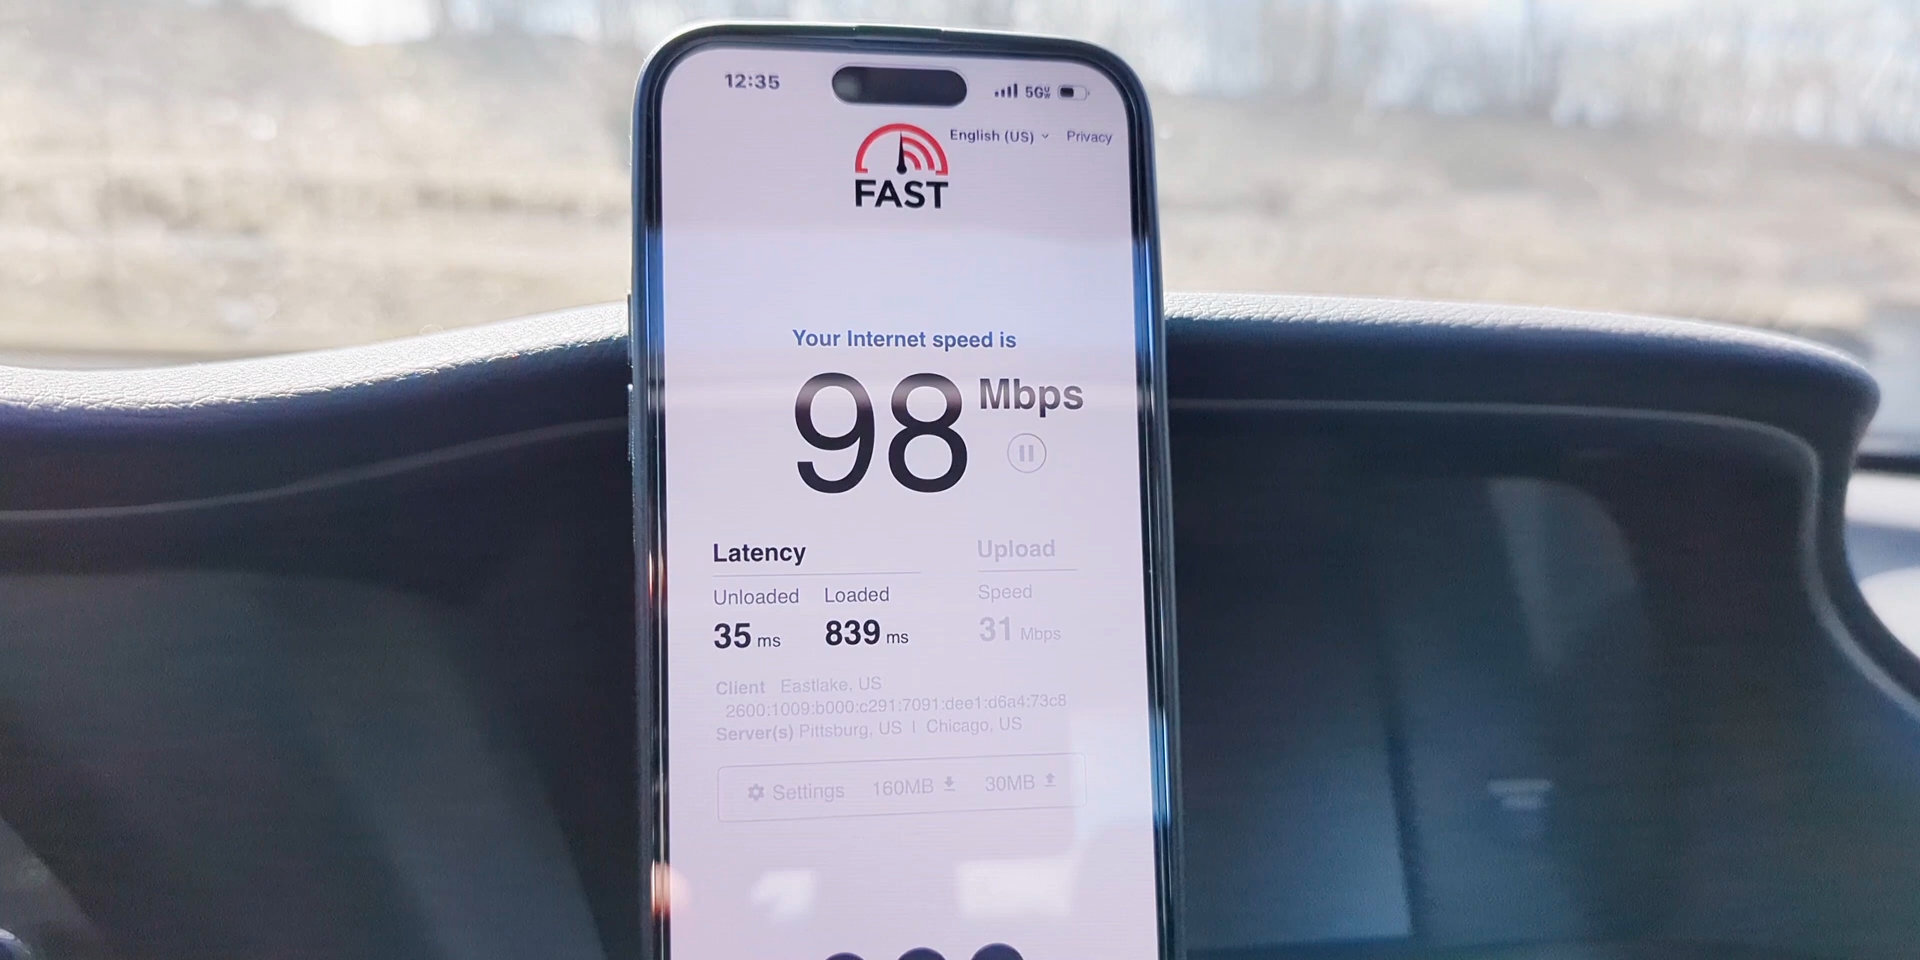 12:35 5G
English (US) Privacy
FAST
Your Internet speed is
98 Mbps
Latency Upload
Unloaded Loaded Speed
35 ms 839 ms 31 Mbps
Client Eastlake, US
2600:1009:b000:c291:7091:dee1:d6a4:73c8
Server(s) Pittsburg, US | Chicago, US
Settings 160MB 30MB